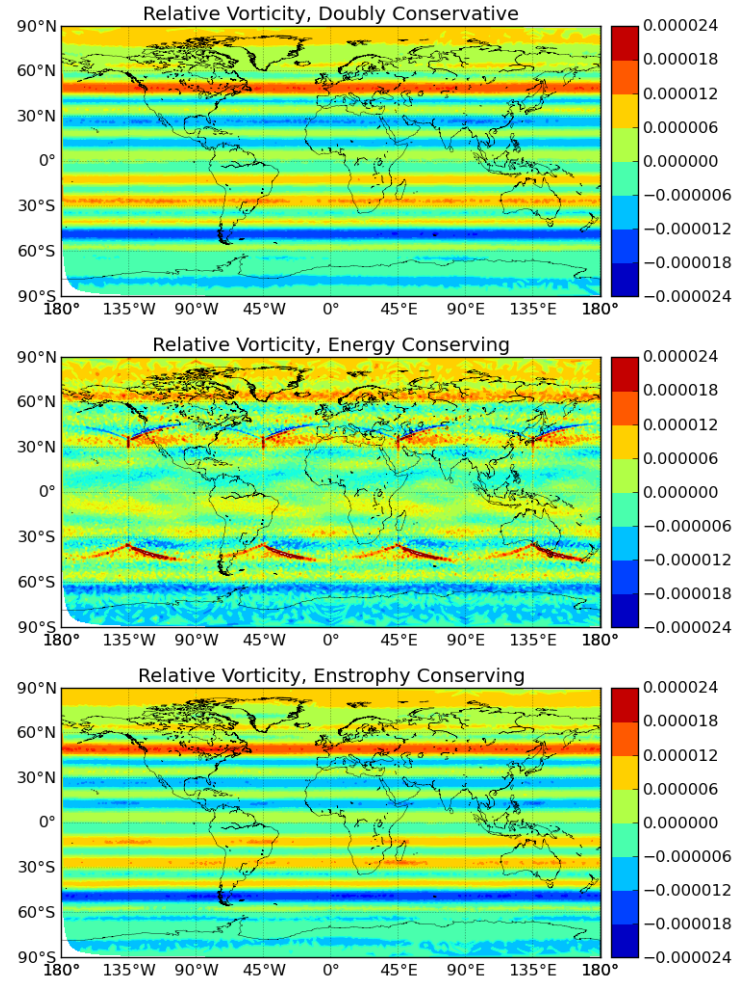 Relative Vorticity, Doubly Conservative
90°N
60°N
30°N
0°
30°S
60°S
90°S
180° 135°W 90°W 45°W 0° 45°E 90°E 135°E 180°
0.000024
0.000018
0.000012
0.000006
0.000000
−0.000006
−0.000012
−0.000018
−0.000024
Relative Vorticity, Energy Conserving
90°N
60°N
30°N
0°
30°S
60°S
90°S
180° 135°W 90°W 45°W 0° 45°E 90°E 135°E 180°
0.000024
0.000018
0.000012
0.000006
0.000000
−0.000006
−0.000012
−0.000018
−0.000024
Relative Vorticity, Enstrophy Conserving
90°N
60°N
30°N
0°
30°S
60°S
90°S
180° 135°W 90°W 45°W 0° 45°E 90°E 135°E 180°
0.000024
0.000018
0.000012
0.000006
0.000000
−0.000006
−0.000012
−0.000018
−0.000024